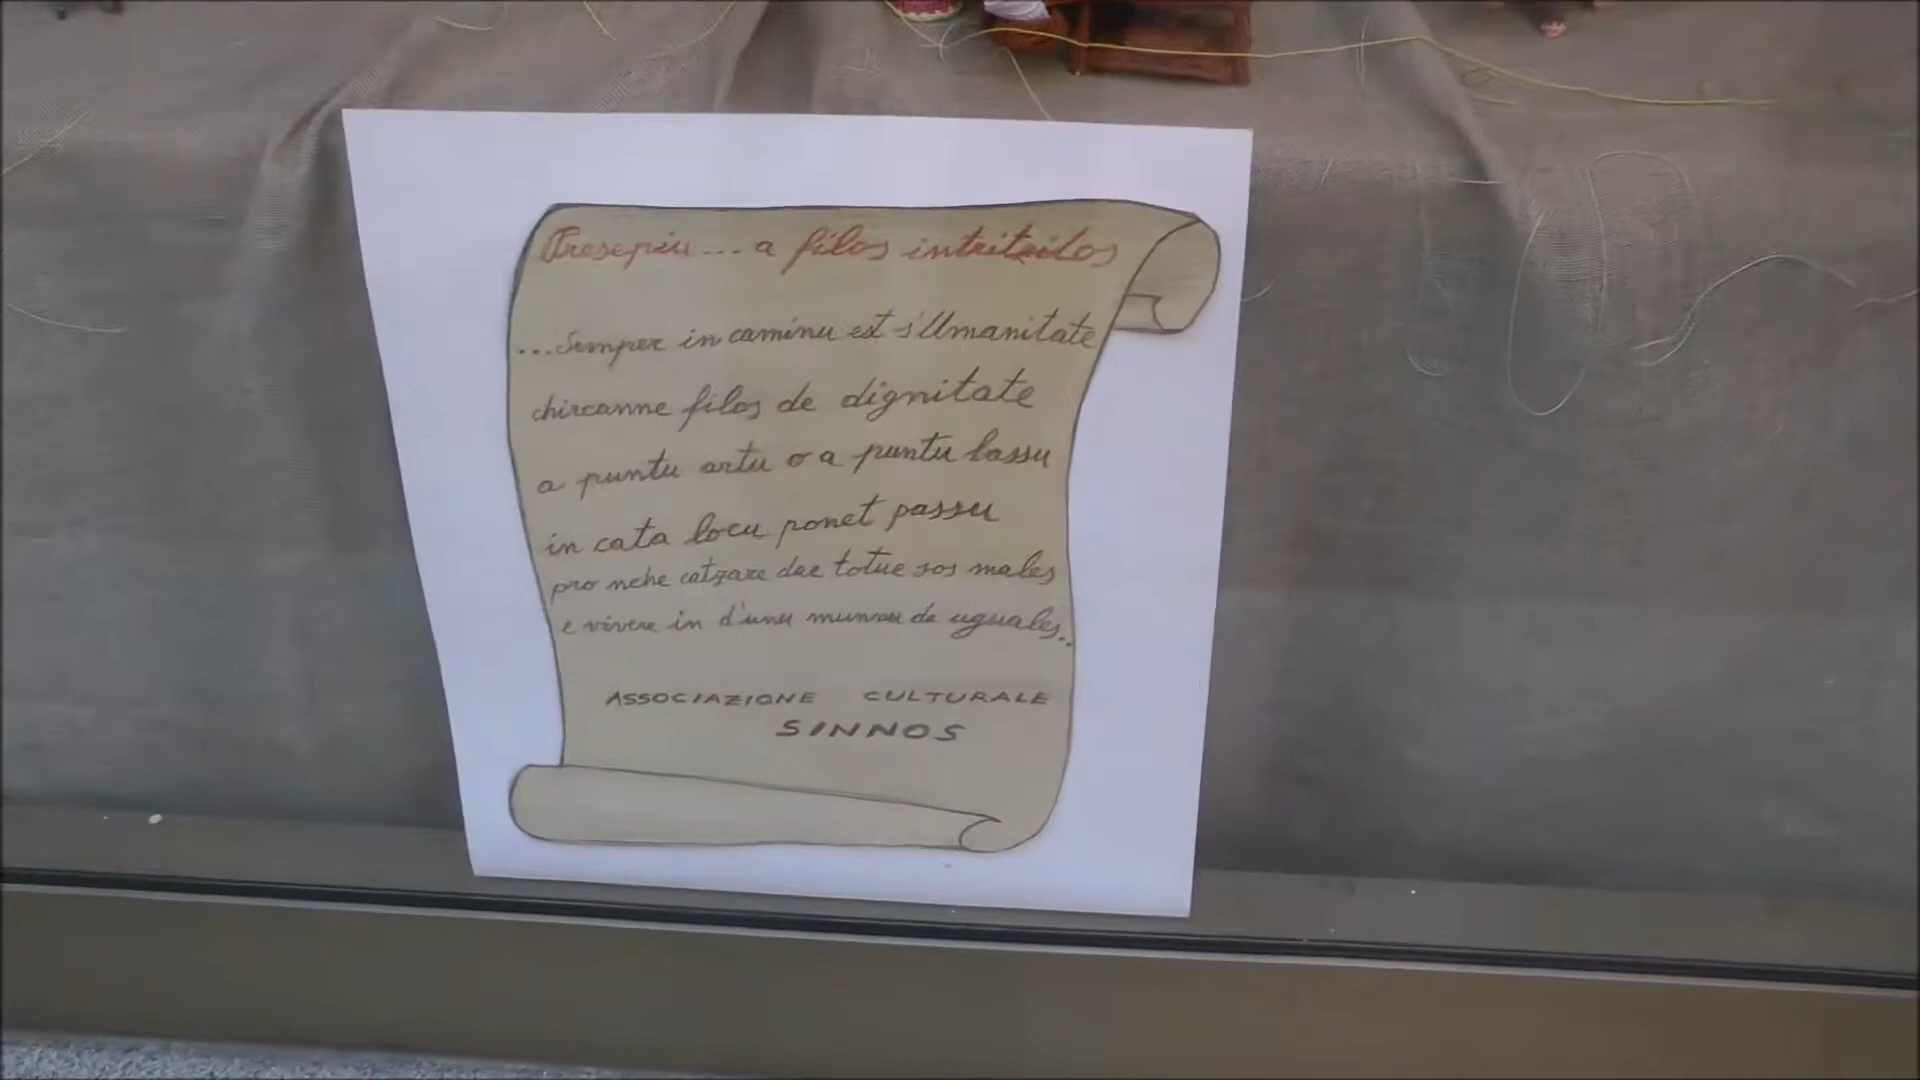 Presepiu... a filos intritzidos
...Semper in caminu est s'Umanitate
chircanne filos de dignitate
a puntu artu o a puntu bassu
in cata locu ponet passu
pro nche catzare dae totue sos males
e vivere in d'unu munnu de uguales..
ASSOCIAZIONE CULTURALE
SINNOS